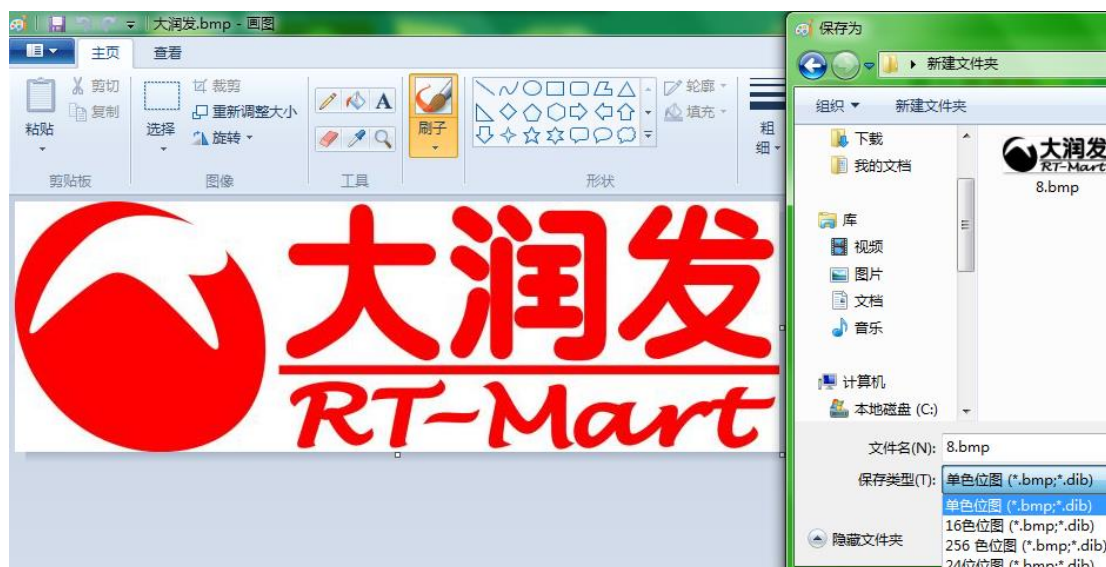 大润发.bmp - 画图
主页
查看
粘贴
剪切
复制
剪贴板
选择
裁剪
重新调整大小
旋转
图像
A
工具
刷子
轮廓
填充
形状
粗
细
大润发
RT-Mart
保存为
新建文件夹
组织
新建文件夹
下载
我的文档
库
视频
图片
文档
音乐
计算机
本地磁盘 (C:)
大润发
RT-Mart
8.bmp
文件名(N): 8.bmp
保存类型(T): 单色位图 (*.bmp;*.dib)
单色位图 (*.bmp;*.dib)
16色位图 (*.bmp;*.dib)
256 色位图 (*.bmp;*.dib)
24位位图 (*.bmp;*.dib)
隐藏文件夹